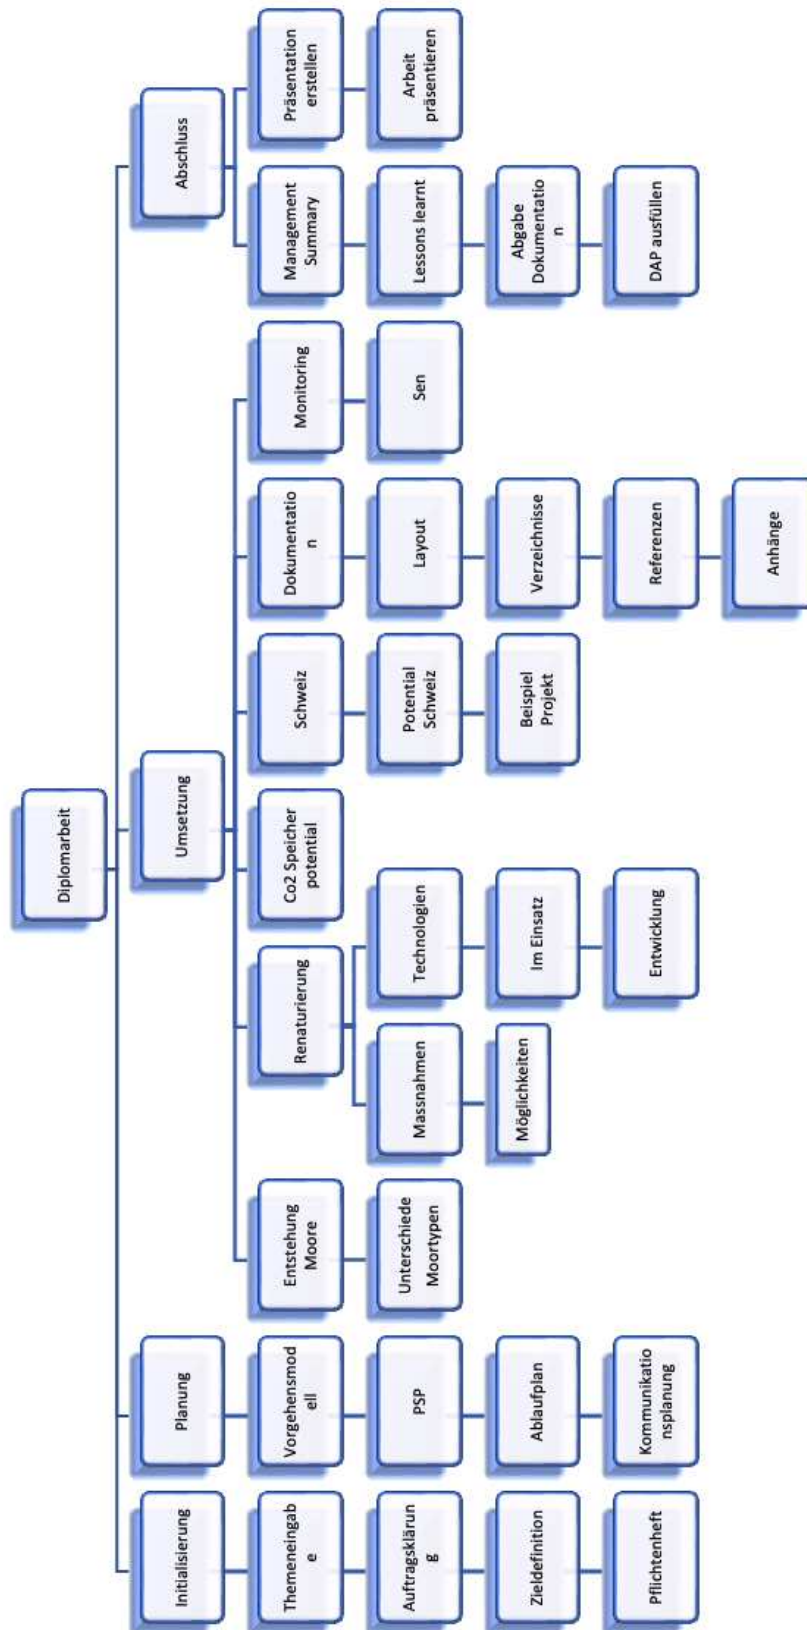 Diplomarbeit
Initialisierung
Themeneingab
e
Auftragsklärun
g
Zieldefinition
Pflichtenheft
Planung
Vorgehensmod
ell
PSP
Ablaufplan
Kommunikatio
nsplanung
Umsetzung
Entstehung
Moore
Unterschiede
Moortypen
Renaturierung
Massnahmen
Möglichkeiten
Technologien
Im Einsatz
Entwicklung
Co2 Speicher
potential
Schweiz
Potential
Schweiz
Beispiel
Projekt
Dokumentatio
n
Layout
Verzeichnisse
Referenzen
Anhänge
Monitoring
Sen
Abschluss
Management
Summary
Lessons learnt
Abgabe
Dokumentatio
n
DAP ausfüllen
Präsentation
erstellen
Arbeit
präsentieren